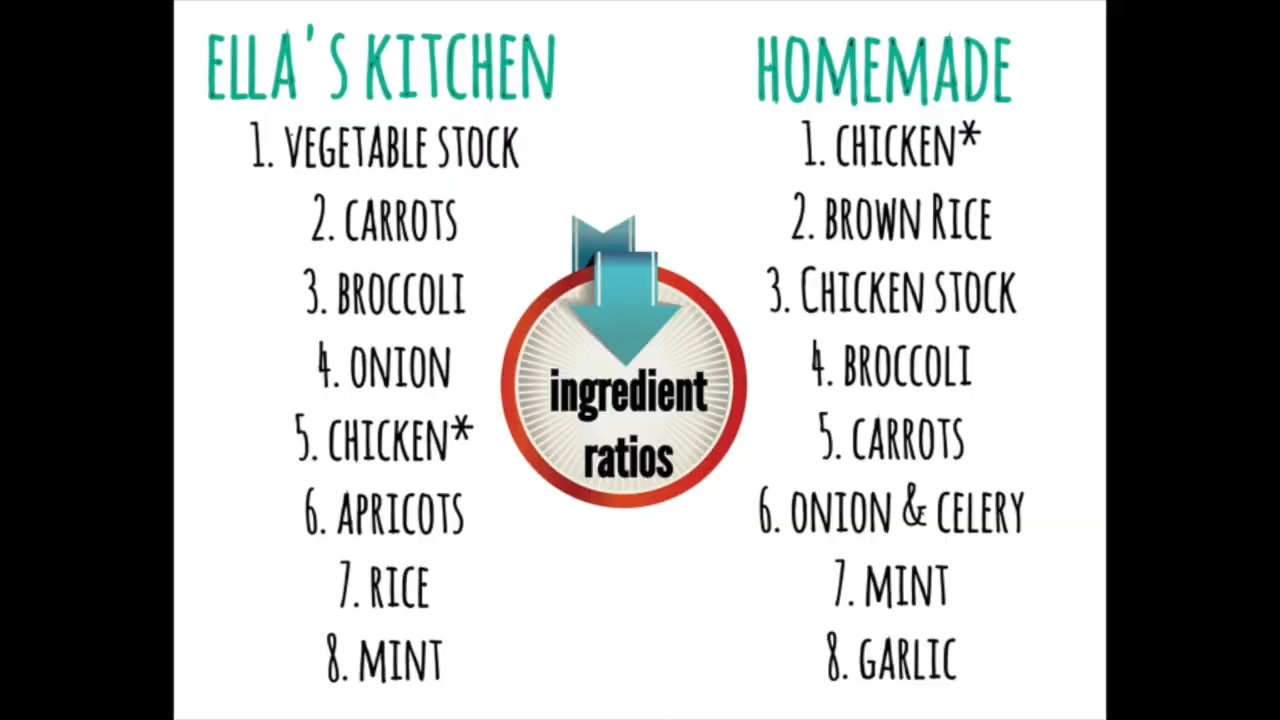 ELLA'S KITCHEN
1. VEGETABLE STOCK
2. CARROTS
3. BROCCOLI
4. ONION
5. CHICKEN*
6. APRICOTS
7. RICE
8. MINT
ingredient
ratios
HOMEMADE
1. CHICKEN*
2. BROWN RICE
3. CHICKEN STOCK
4. BROCCOLI
5. CARROTS
6. ONION & CELERY
7. MINT
8. GARLIC